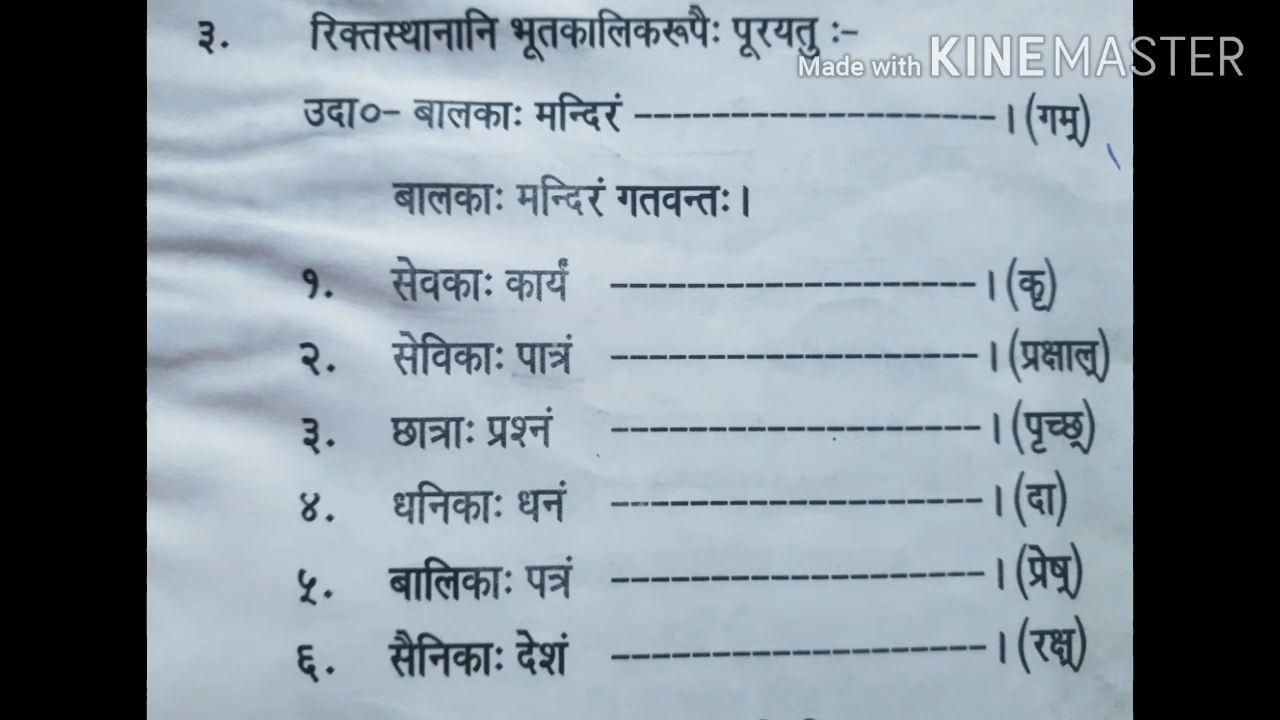 ३. रिक्तस्थानानि भूतकालिकरूपैः पूरयतु :-
Made with KINEMASTER
उदा०- बालकाः मन्दिरं -------------------। (गम्)
बालकाः मन्दिरं गतवन्तः।
१. सेवकाः कार्यं -------------------। (कृ)
२. सेविकाः पात्रं -------------------। (प्रक्षाल्)
३. छात्राः प्रश्नं -------------------। (पृच्छ्)
४. धनिकाः धनं -------------------। (दा)
५. बालिकाः पत्रं -------------------। (प्रेष्)
६. सैनिकाः देशं -------------------। (रक्ष्)